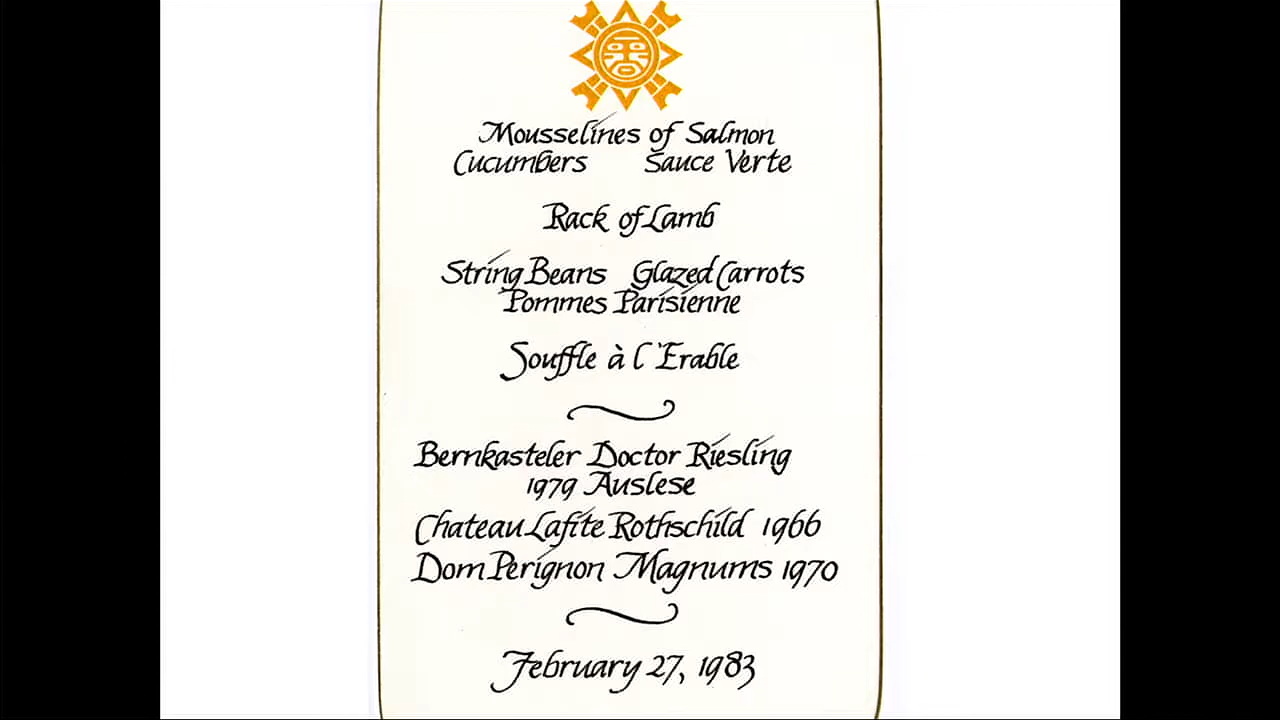 Mousselines of Salmon
Cucumbers Sauce Verte
Rack of Lamb
String Beans Glazed Carrots
Pommes Parisienne
Souffle à l'Erable
Bernkasteler Doctor Riesling
1979 Auslese
Chateau Lafite Rothschild 1966
Dom Perignon Magnums 1970
February 27, 1983